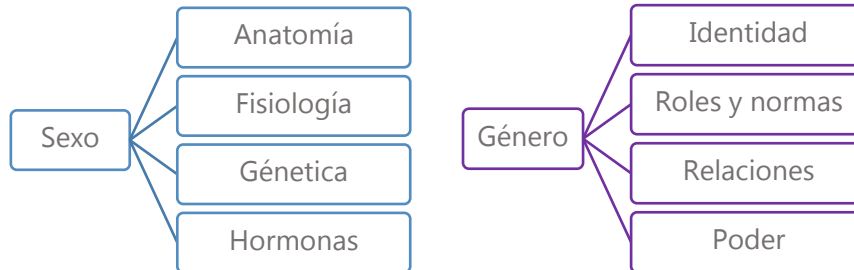 Sexo
Anatomía
Fisiología
Génetica
Hormonas
Género
Identidad
Roles y normas
Relaciones
Poder